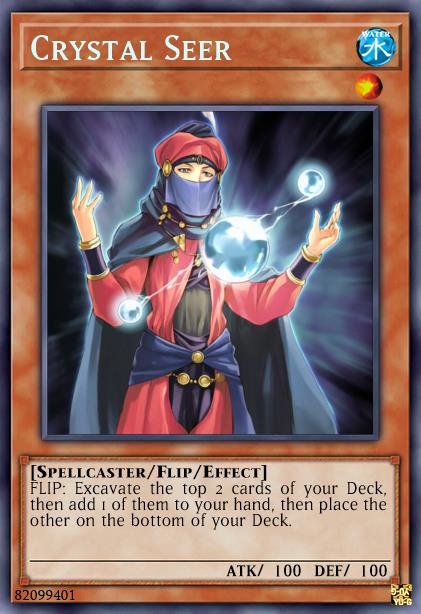 Crystal Seer
WATER
水
[Spellcaster/Flip/Effect]
FLIP: Excavate the top 2 cards of your Deck,
then add 1 of them to your hand, then place the
other on the bottom of your Deck.
ATK/ 100 DEF/ 100
82099401